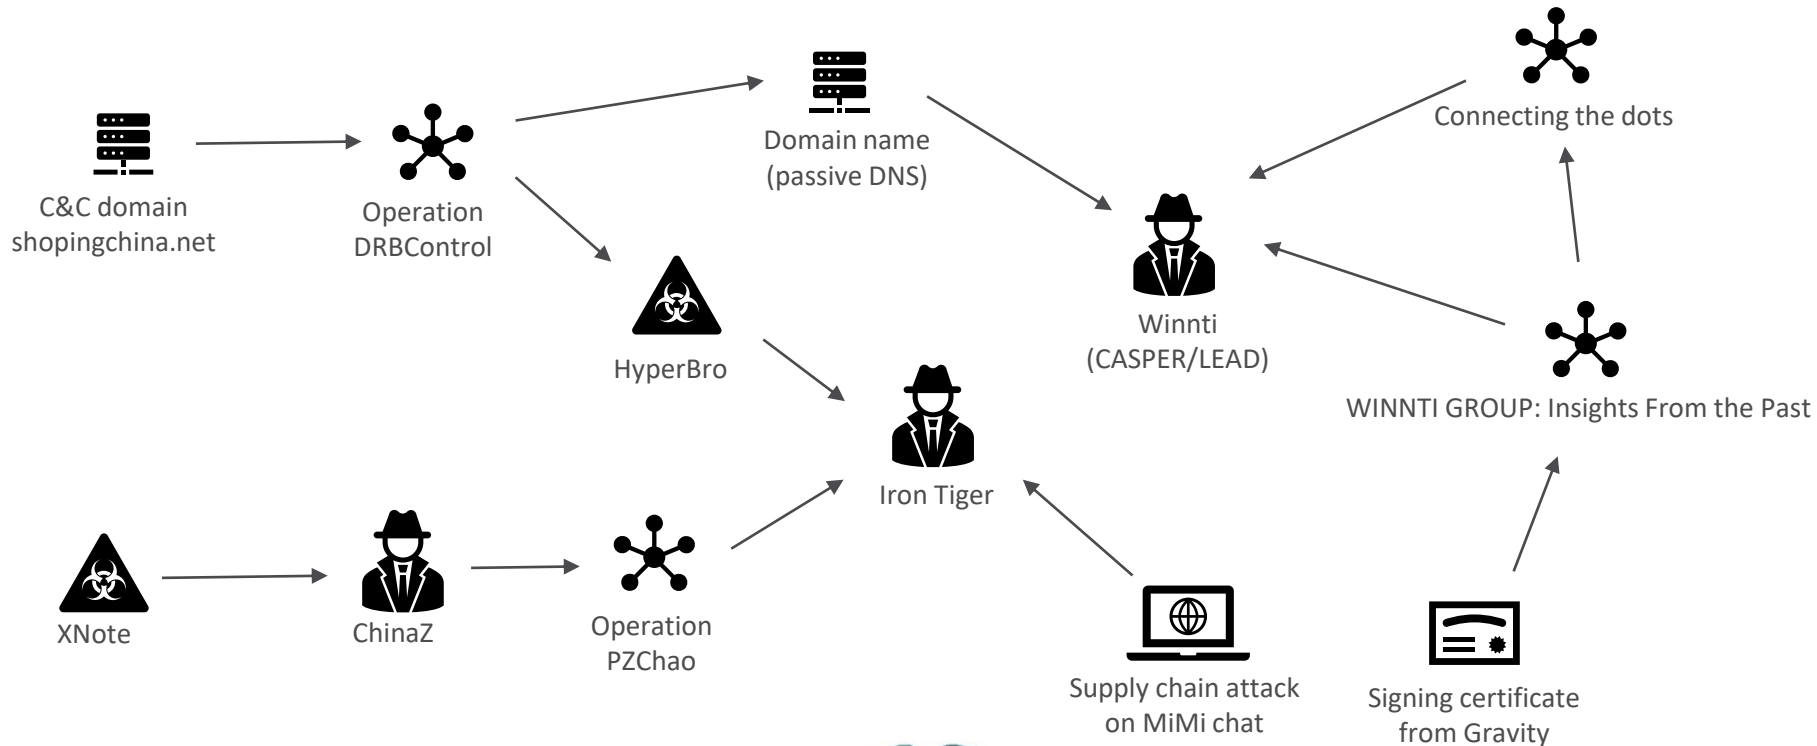 Connecting the dots
Domain name
(passive DNS)
C&C domain
shopingchina.net
Operation
DRBControl
Winnti
(CASPER/LEAD)
HyperBro
WINNTI GROUP: Insights From the Past
Iron Tiger
XNote
ChinaZ
Operation
PZChao
Supply chain attack
on MiMi chat
Signing certificate
from Gravity